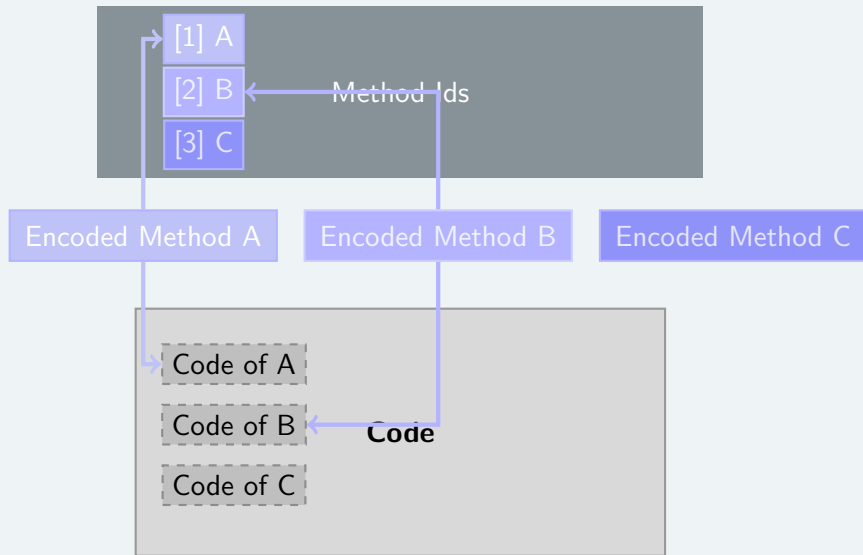 [1] A
[2] B
Method Ids
[3] C
Encoded Method A
Encoded Method B
Encoded Method C
Code of A
Code of B
Code
Code of C